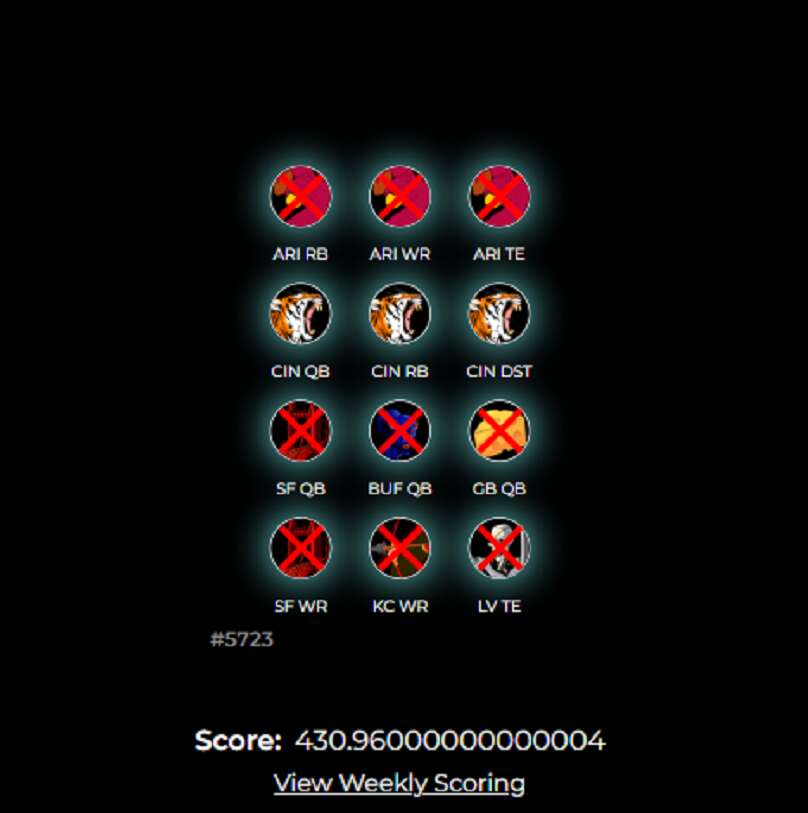 ARI RB ARI WR ARI TE
CIN QB CIN RB CIN DST
SF QB BUF QB GB QB
SF WR KC WR LV TE
#5723
Score: 430.96000000000004
View Weekly Scoring